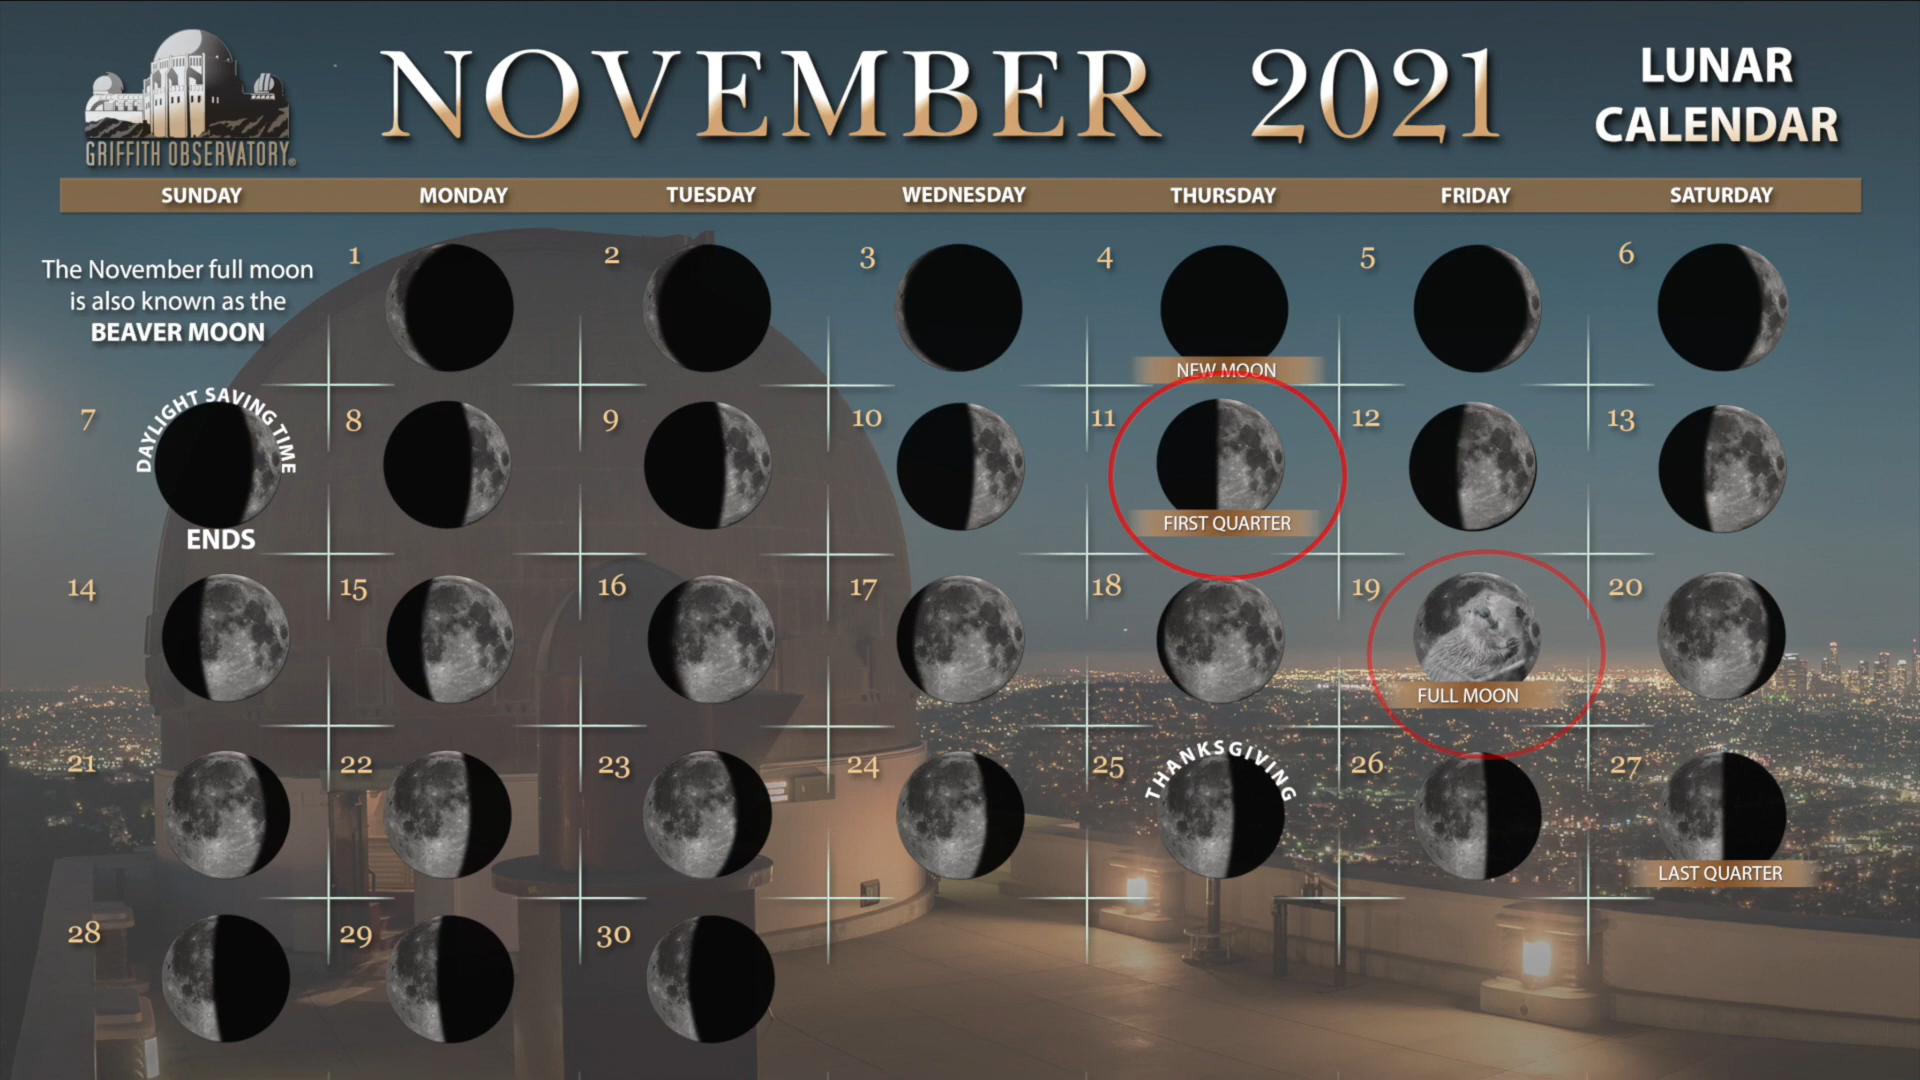 GRIFFITH OBSERVATORY®
NOVEMBER 2021
LUNAR
CALENDAR
SUNDAY MONDAY TUESDAY WEDNESDAY THURSDAY FRIDAY SATURDAY
The November full moon
is also known as the
BEAVER MOON
1 2 3 4 5 6
NEW MOON
7 8 9 10 11 12 13
DAYLIGHT SAVING TIME
ENDS
FIRST QUARTER
14 15 16 17 18 19 20
FULL MOON
21 22 23 24 25 26 27
THANKSGIVING
LAST QUARTER
28 29 30